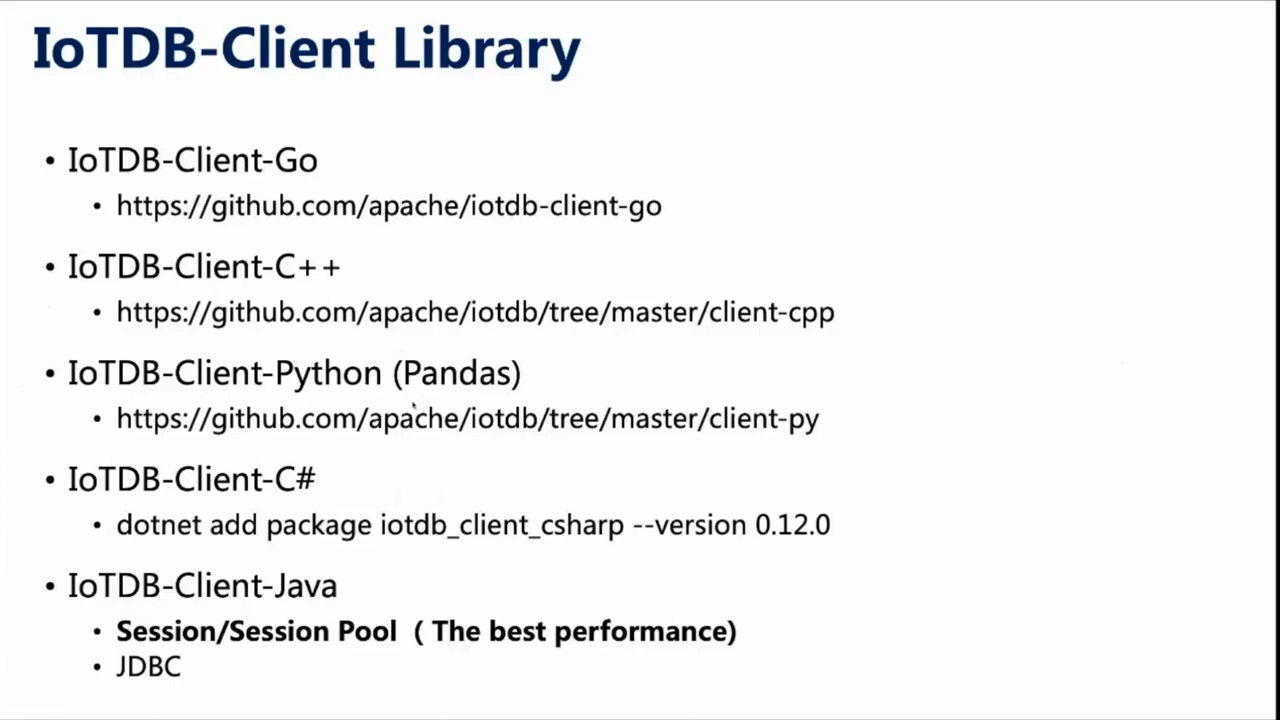 IoTDB-Client Library
• IoTDB-Client-Go
• https://github.com/apache/iotdb-client-go
• IoTDB-Client-C++
• https://github.com/apache/iotdb/tree/master/client-cpp
• IoTDB-Client-Python (Pandas)
• https://github.com/apache/iotdb/tree/master/client-py
• IoTDB-Client-C#
• dotnet add package iotdb_client_csharp --version 0.12.0
• IoTDB-Client-Java
• Session/Session Pool ( The best performance)
• JDBC